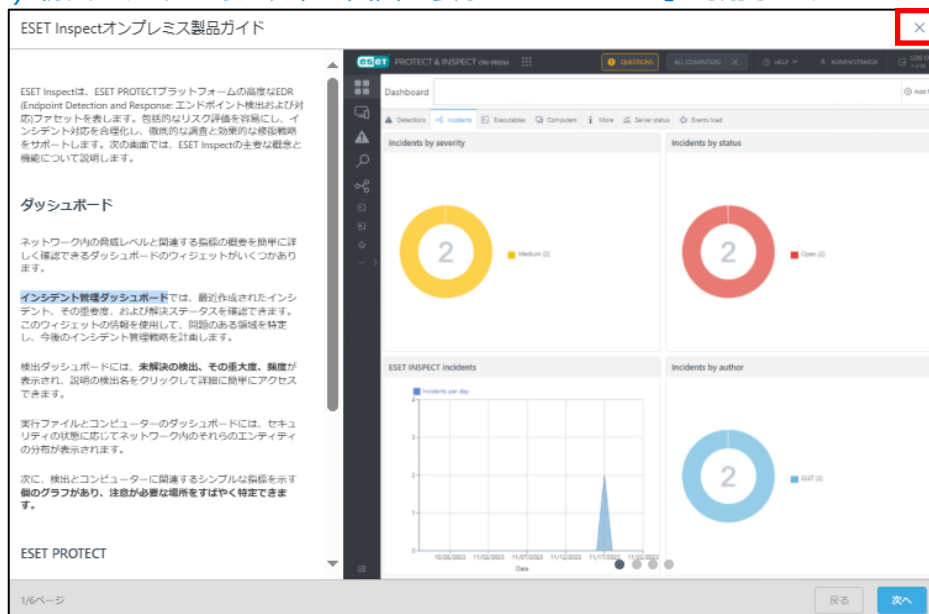 ESET Inspectオンプレミス製品ガイド
ESET Inspectは、ESET PROTECTプラットフォームの高度なEDR
(Endpoint Detection and Response: エンドポイント検出および対
応)ファセットを表します。包括的なリスク評価を容易にし、イ
ンシデント対応を合理化し、徹底的な調査と効果的な修復戦略
をサポートします。次の画面では、ESET Inspectの主要な概念と
機能について説明します。
ダッシュボード
ネットワーク内の脅威レベルと関連する指標の概要を簡単に詳
しく確認できるダッシュボードのウィジェットがいくつかあり
ます。
インシデント管理ダッシュボードでは、最近作成されたインシ
デント、その重要度、および解決ステータスを確認できます。
このウィジェットの情報を使用して、問題のある領域を特定
し、今後のインシデント管理戦略を計画します。
検出ダッシュボードには、未解決の検出、その重大度、頻度が
表示され、説明の検出名をクリックして詳細に簡単にアクセス
できます。
実行ファイルとコンピューターのダッシュボードには、セキュ
リティの状態に応じてネットワーク内のそれらのエンティティ
の分布が表示されます。
次に、検出とコンピューターに関連するシンプルな指標を示す
個のグラフがあり、注意が必要な場所をすばやく特定できま
す。
ESET PROTECT
eset PROTECT & INSPECT ON-PREM
QUESTIONS
ALL COMPUTERS
HELP
ADMINISTRATOR
Dashboard
Detections Incidents Executables Computers More Server status Events load
Incidents by severity
2
Medium (2)
Incidents by status
2
Open (2)
ESET INSPECT incidents
Incidents per day
4
3
2
1
0
11/02/2023 11/07/2023 11/12/2023 11/17/2023 11/22/2023
Date
Incidents by author
2
ESET (2)
1/6ページ
戻る
次へ